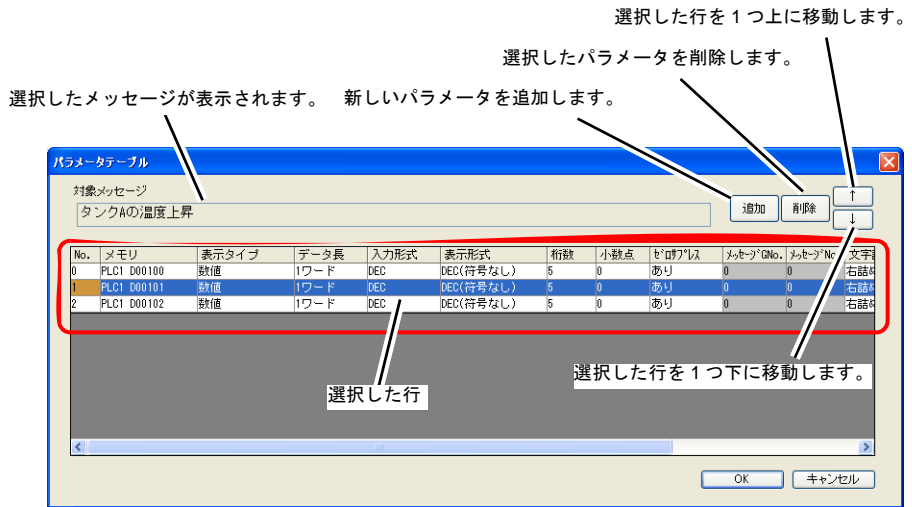 選択した行を１つ上に移動します。
選択したパラメータを削除します。
選択したメッセージが表示されます。 新しいパラメータを追加します。
パラメータテーブル
対象メッセージ
タンクAの温度上昇
追加 削除 ↑
↓
No. メモリ 表示タイプ データ長 入力形式 表示形式 桁数 小数点 ｾﾞﾛｻﾌﾟﾚｽ ﾒｯｾｰｼﾞGNo. ﾒｯｾｰｼﾞNo
0 PLC1 D00100 数値 1ワード DEC DEC(符号なし) 5 0 あり 0 0 右詰め
1 PLC1 D00101 数値 1ワード DEC DEC(符号なし) 5 0 あり 0 0 右詰め
2 PLC1 D00102 数値 1ワード DEC DEC(符号なし) 5 0 あり 0 0 右詰め
選択した行を１つ下に移動します。
選択した行
OK キャンセル